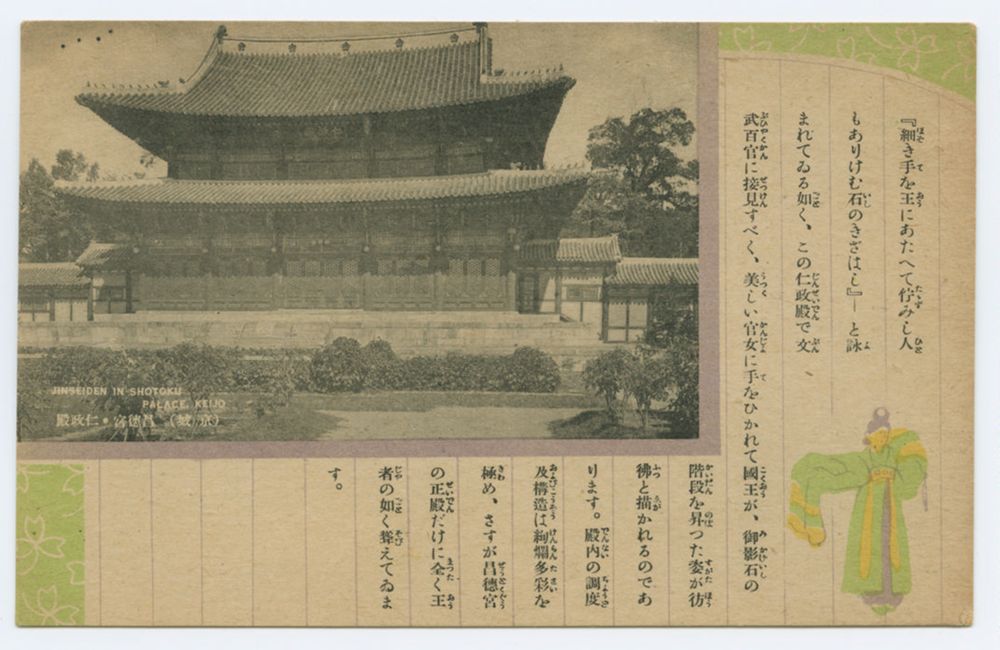 『細き手を王にあたへて佇みし人
もありけむ石のきざはし』― と詠
まれてゐる如く、この仁政殿で文
武百官に接見すべく、美しい官女に手をひかれて國王が、御影石の
階段を昇つた姿が彷
彿と描かれるのであ
ります。殿内の調度
及構造は絢爛多彩を
極め、さすが昌德宮
の正殿だけに全く王
者の如く聳えてゐま
す。
JINSEIDEN IN SHOTOKU
PALACE, KEIJO
殿政仁・宮德昌 (城京)